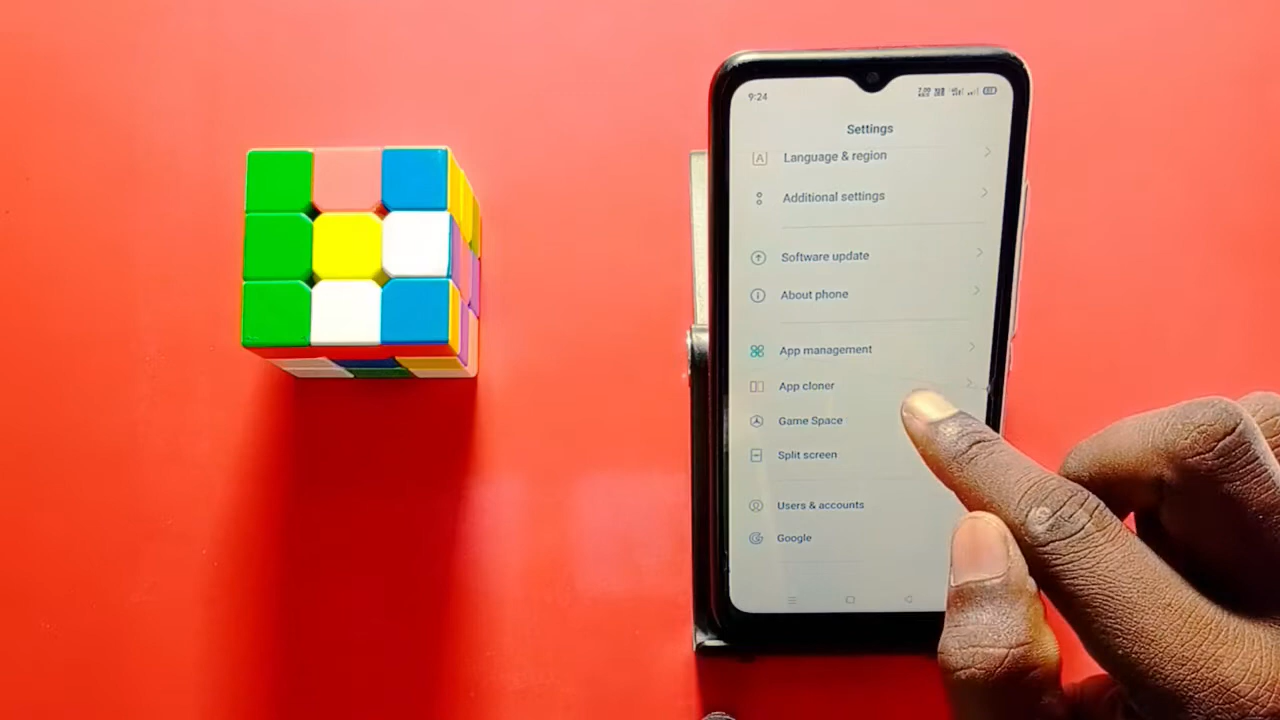 9:24
Settings
Language & region
Additional settings
Software update
About phone
App management
App cloner
Game Space
Split screen
Users & accounts
Google